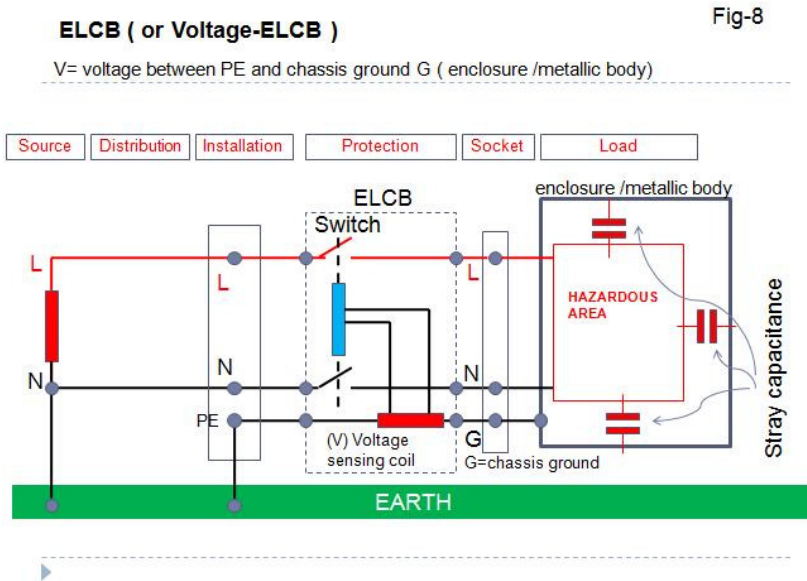 Fig-8
ELCB ( or Voltage-ELCB )
V= voltage between PE and chassis ground G ( enclosure /metallic body)
Source
Distribution
Installation
Protection
Socket
Load
enclosure /metallic body
ELCB
Switch
L
L
L
HAZARDOUS
AREA
Stray capacitance
N
N
N
PE
(V) Voltage
sensing coil
G
G=chassis ground
EARTH